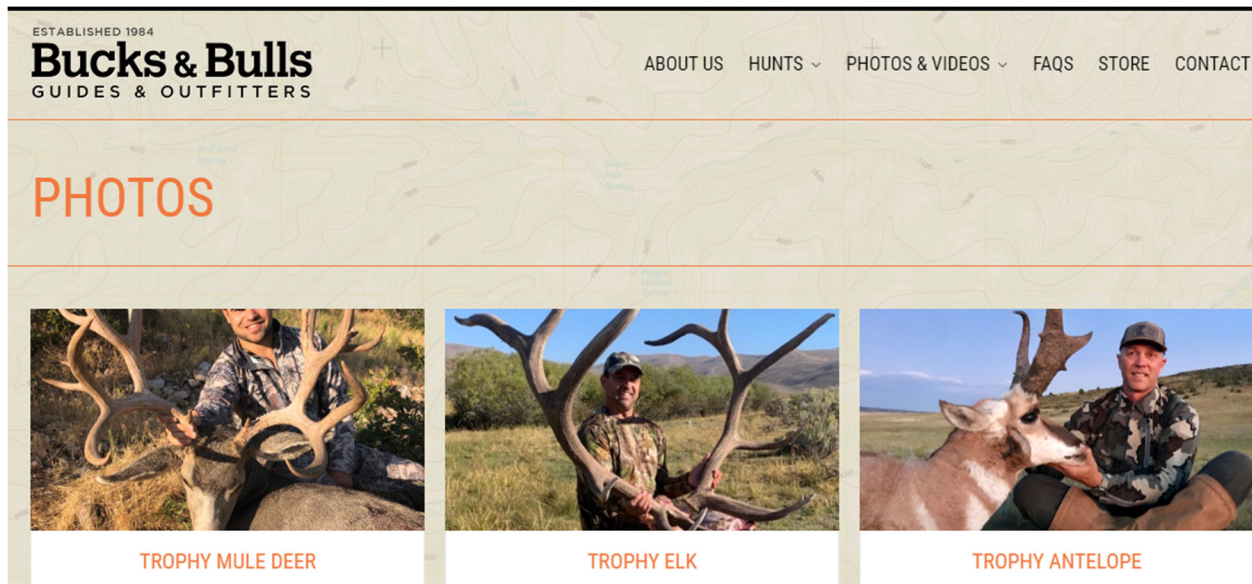 ESTABLISHED 1984
Bucks & Bulls
GUIDES & OUTFITTERS
ABOUT US HUNTS PHOTOS & VIDEOS FAQS STORE CONTACT
PHOTOS
TROPHY MULE DEER TROPHY ELK TROPHY ANTELOPE